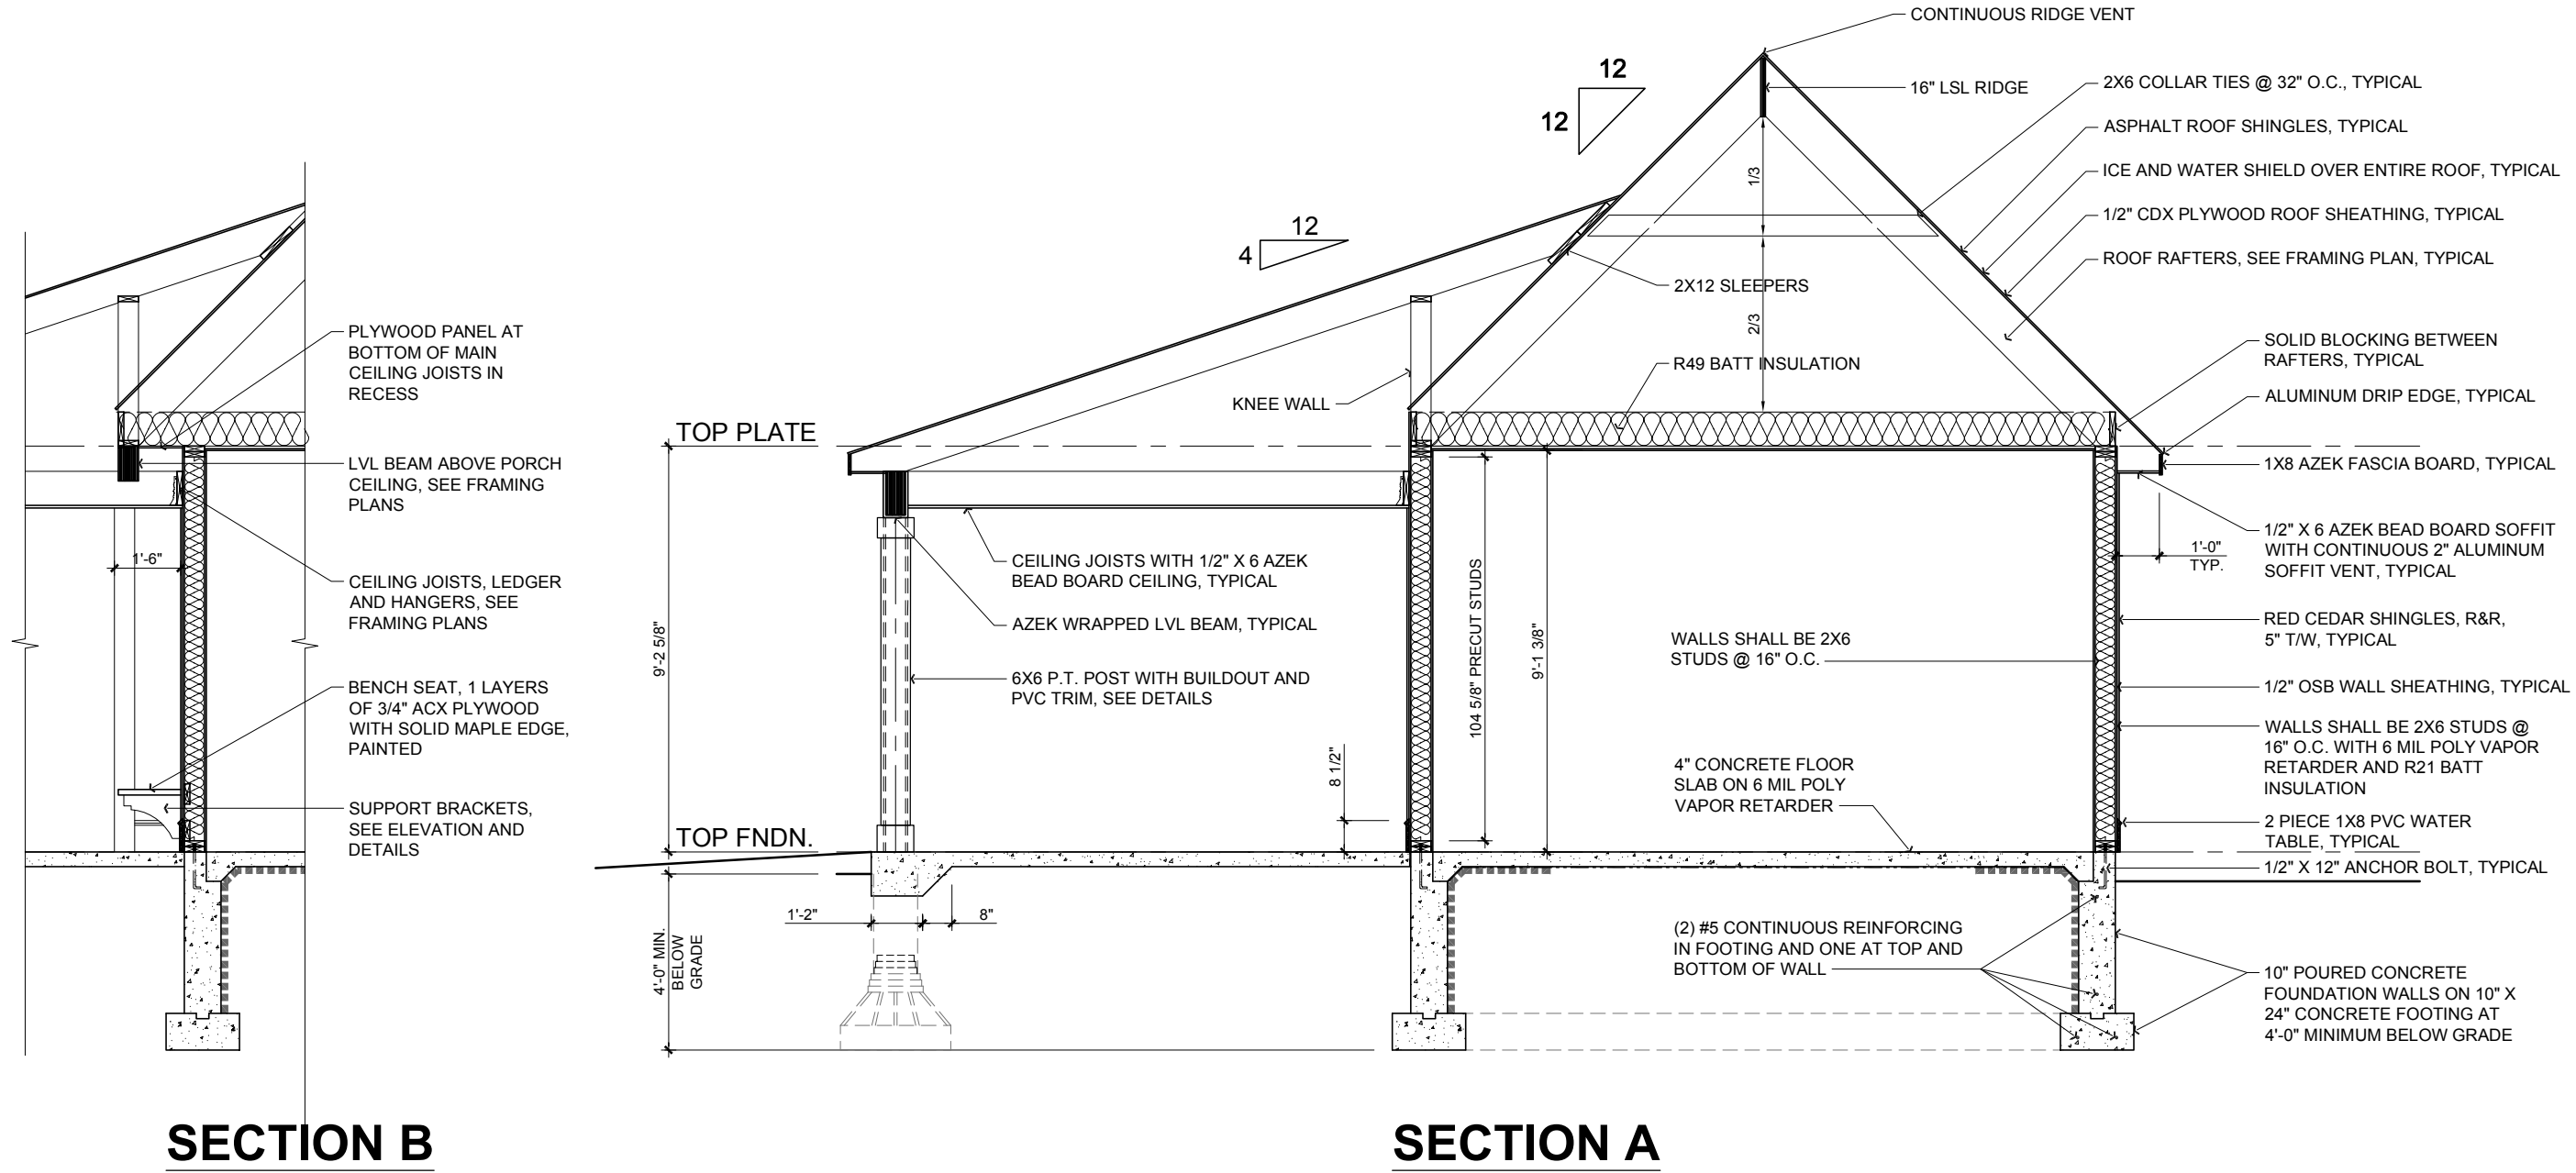 PLYWOOD PANEL AT
BOTTOM OF MAIN
CEILING JOISTS IN
RECESS
LVL BEAM ABOVE PORCH
CEILING, SEE FRAMING
PLANS
1'-6"
CEILING JOISTS, LEDGER
AND HANGERS, SEE
FRAMING PLANS
BENCH SEAT, 1 LAYERS
OF 3/4" ACX PLYWOOD
WITH SOLID MAPLE EDGE,
PAINTED
SUPPORT BRACKETS,
SEE ELEVATION AND
DETAILS
SECTION B
CONTINUOUS RIDGE VENT
12
12
16" LSL RIDGE
2X6 COLLAR TIES @ 32" O.C., TYPICAL
ASPHALT ROOF SHINGLES, TYPICAL
1/3
ICE AND WATER SHIELD OVER ENTIRE ROOF, TYPICAL
1/2" CDX PLYWOOD ROOF SHEATHING, TYPICAL
12
4
ROOF RAFTERS, SEE FRAMING PLAN, TYPICAL
2X12 SLEEPERS
2/3
SOLID BLOCKING BETWEEN
RAFTERS, TYPICAL
R49 BATT INSULATION
KNEE WALL
ALUMINUM DRIP EDGE, TYPICAL
TOP PLATE
1X8 AZEK FASCIA BOARD, TYPICAL
1/2" X 6 AZEK BEAD BOARD SOFFIT
WITH CONTINUOUS 2" ALUMINUM
SOFFIT VENT, TYPICAL
1'-0"
TYP.
CEILING JOISTS WITH 1/2" X 6 AZEK
BEAD BOARD CEILING, TYPICAL
AZEK WRAPPED LVL BEAM, TYPICAL
9'-2 5/8"
104 5/8" PRECUT STUDS
9'-1 3/8"
WALLS SHALL BE 2X6
STUDS @ 16" O.C.
RED CEDAR SHINGLES, R&R,
5" T/W, TYPICAL
6X6 P.T. POST WITH BUILDOUT AND
PVC TRIM, SEE DETAILS
1/2" OSB WALL SHEATHING, TYPICAL
WALLS SHALL BE 2X6 STUDS @
16" O.C. WITH 6 MIL POLY VAPOR
RETARDER AND R21 BATT
INSULATION
8 1/2"
4" CONCRETE FLOOR
SLAB ON 6 MIL POLY
VAPOR RETARDER
TOP FNDN.
2 PIECE 1X8 PVC WATER
TABLE, TYPICAL
1/2" X 12" ANCHOR BOLT, TYPICAL
1'-2"
8"
4'-0" MIN.
BELOW
GRADE
(2) #5 CONTINUOUS REINFORCING
IN FOOTING AND ONE AT TOP AND
BOTTOM OF WALL
10" POURED CONCRETE
FOUNDATION WALLS ON 10" X
24" CONCRETE FOOTING AT
4'-0" MINIMUM BELOW GRADE
SECTION A